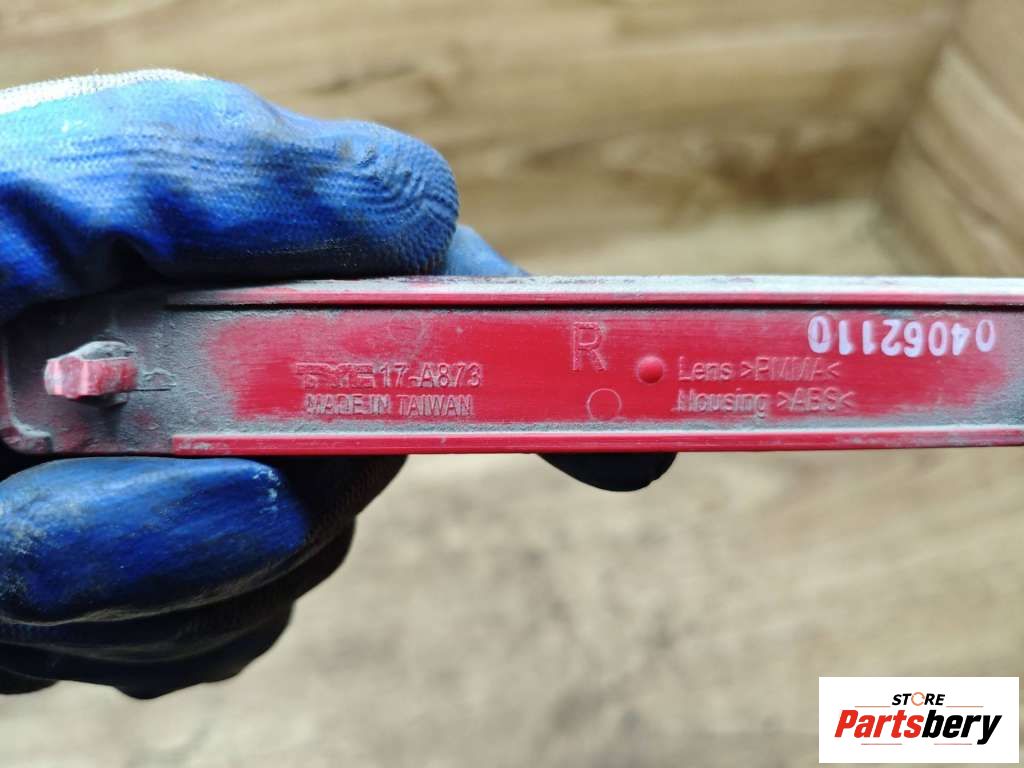 TYC 17-A873
MADE IN TAIWAN
R
Lens >PMMA<
Housing >ABS<
04062110
STORE
Partsbery